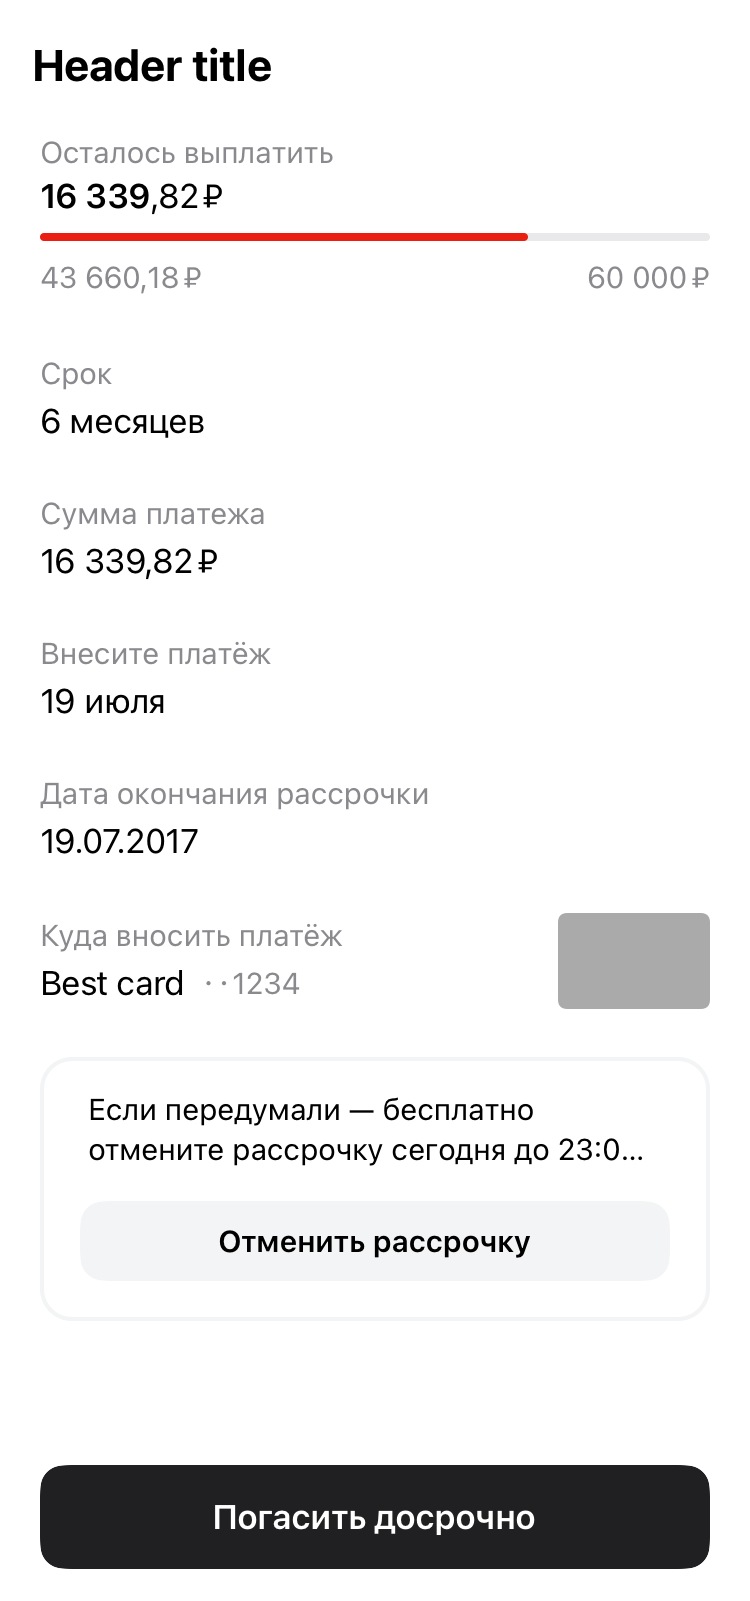 Header title
Осталось выплатить
16 339,82 ₽
43 660,18 ₽ 60 000 ₽
Срок
6 месяцев
Сумма платежа
16 339,82 ₽
Внесите платёж
19 июля
Дата окончания рассрочки
19.07.2017
Куда вносить платёж
Best card ··1234
Если передумали — бесплатно
отмените рассрочку сегодня до 23:0...
Отменить рассрочку
Погасить досрочно